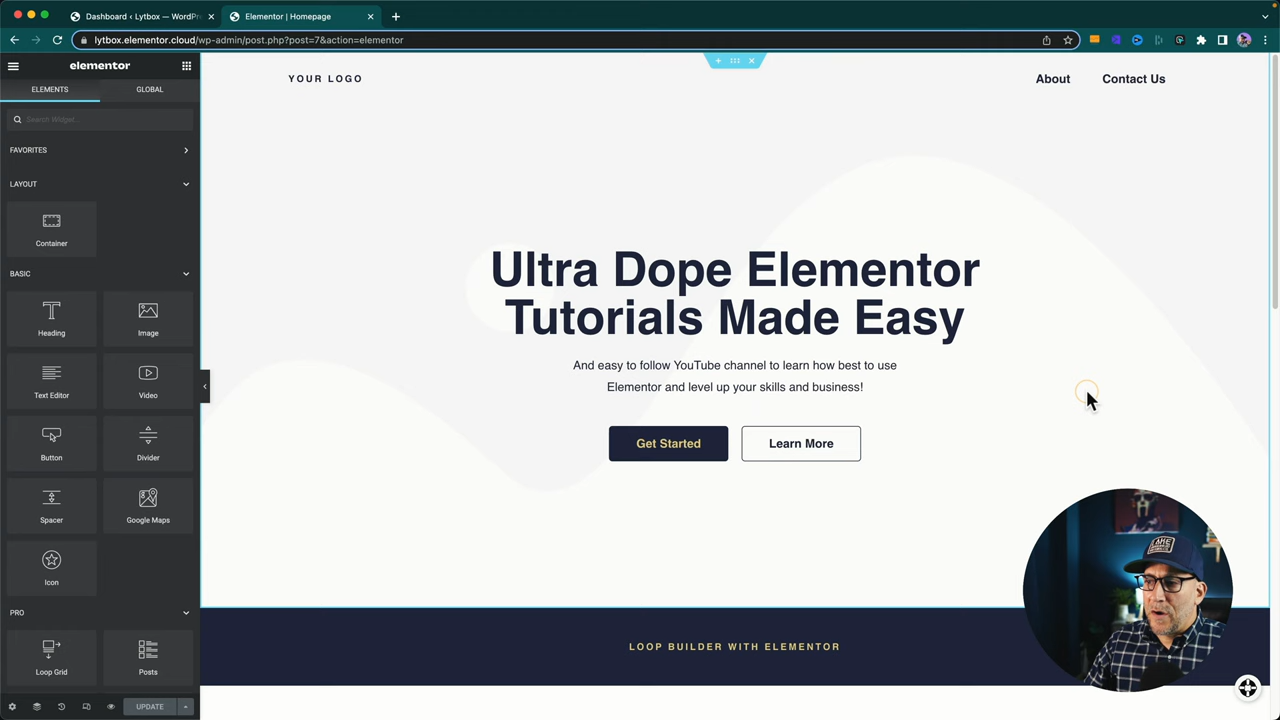 Dashboard ‹ Lytbox — WordPre
Elementor | Homepage
lytbox.elementor.cloud/wp-admin/post.php?post=7&action=elementor
elementor
ELEMENTS
GLOBAL
Search Widget...
FAVORITES
LAYOUT
Container
BASIC
Heading
Image
Text Editor
Video
Button
Divider
Spacer
Google Maps
Icon
PRO
Loop Grid
Posts
UPDATE
YOUR LOGO
About
Contact Us
Ultra Dope Elementor
Tutorials Made Easy
And easy to follow YouTube channel to learn how best to use
Elementor and level up your skills and business!
Get Started
Learn More
LOOP BUILDER WITH ELEMENTOR
LAKE